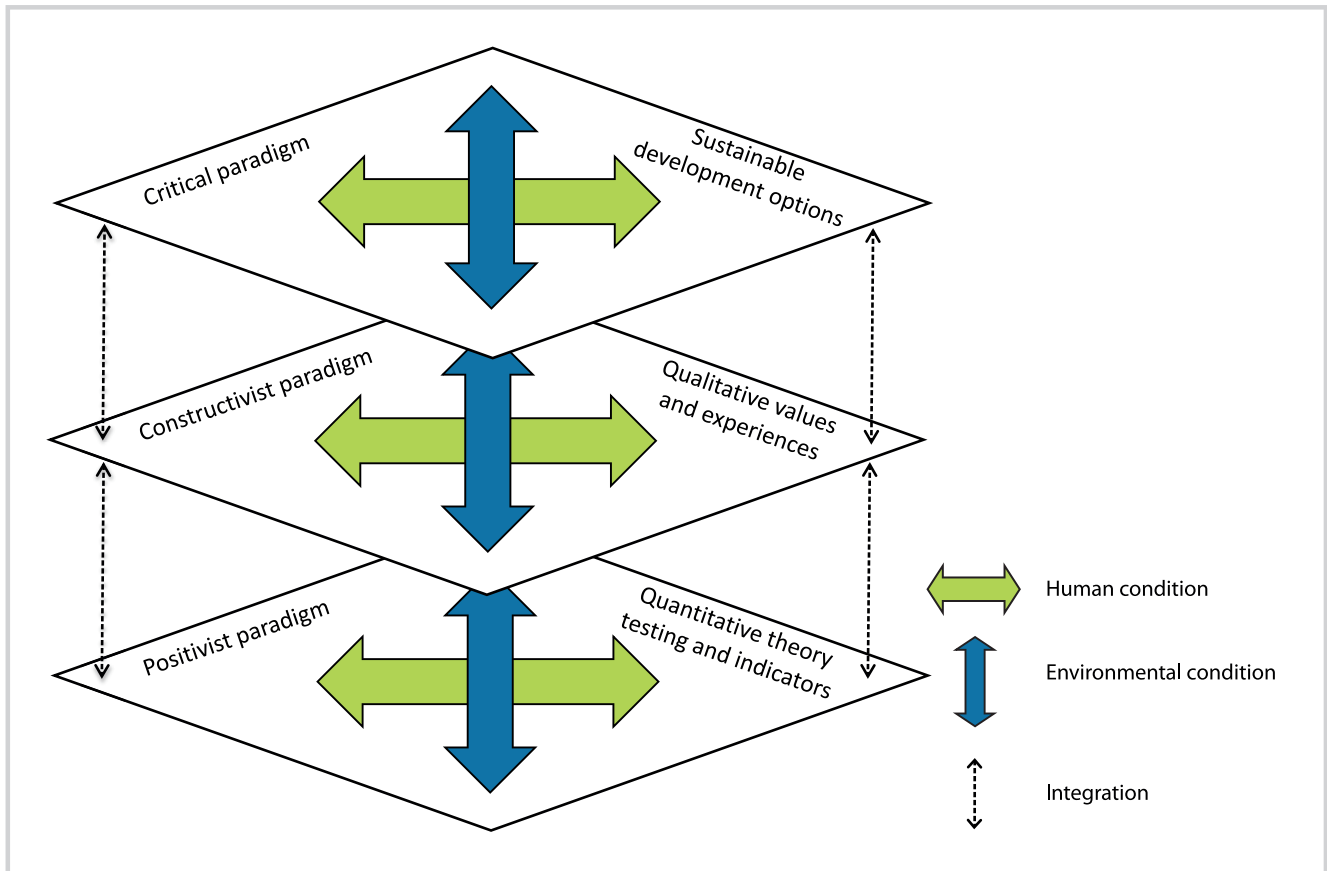 Critical paradigm
Sustainable
development options
Constructivist paradigm
Qualitative values
and experiences
Positivist paradigm
Quantitative theory
testing and indicators
Human condition
Environmental condition
Integration